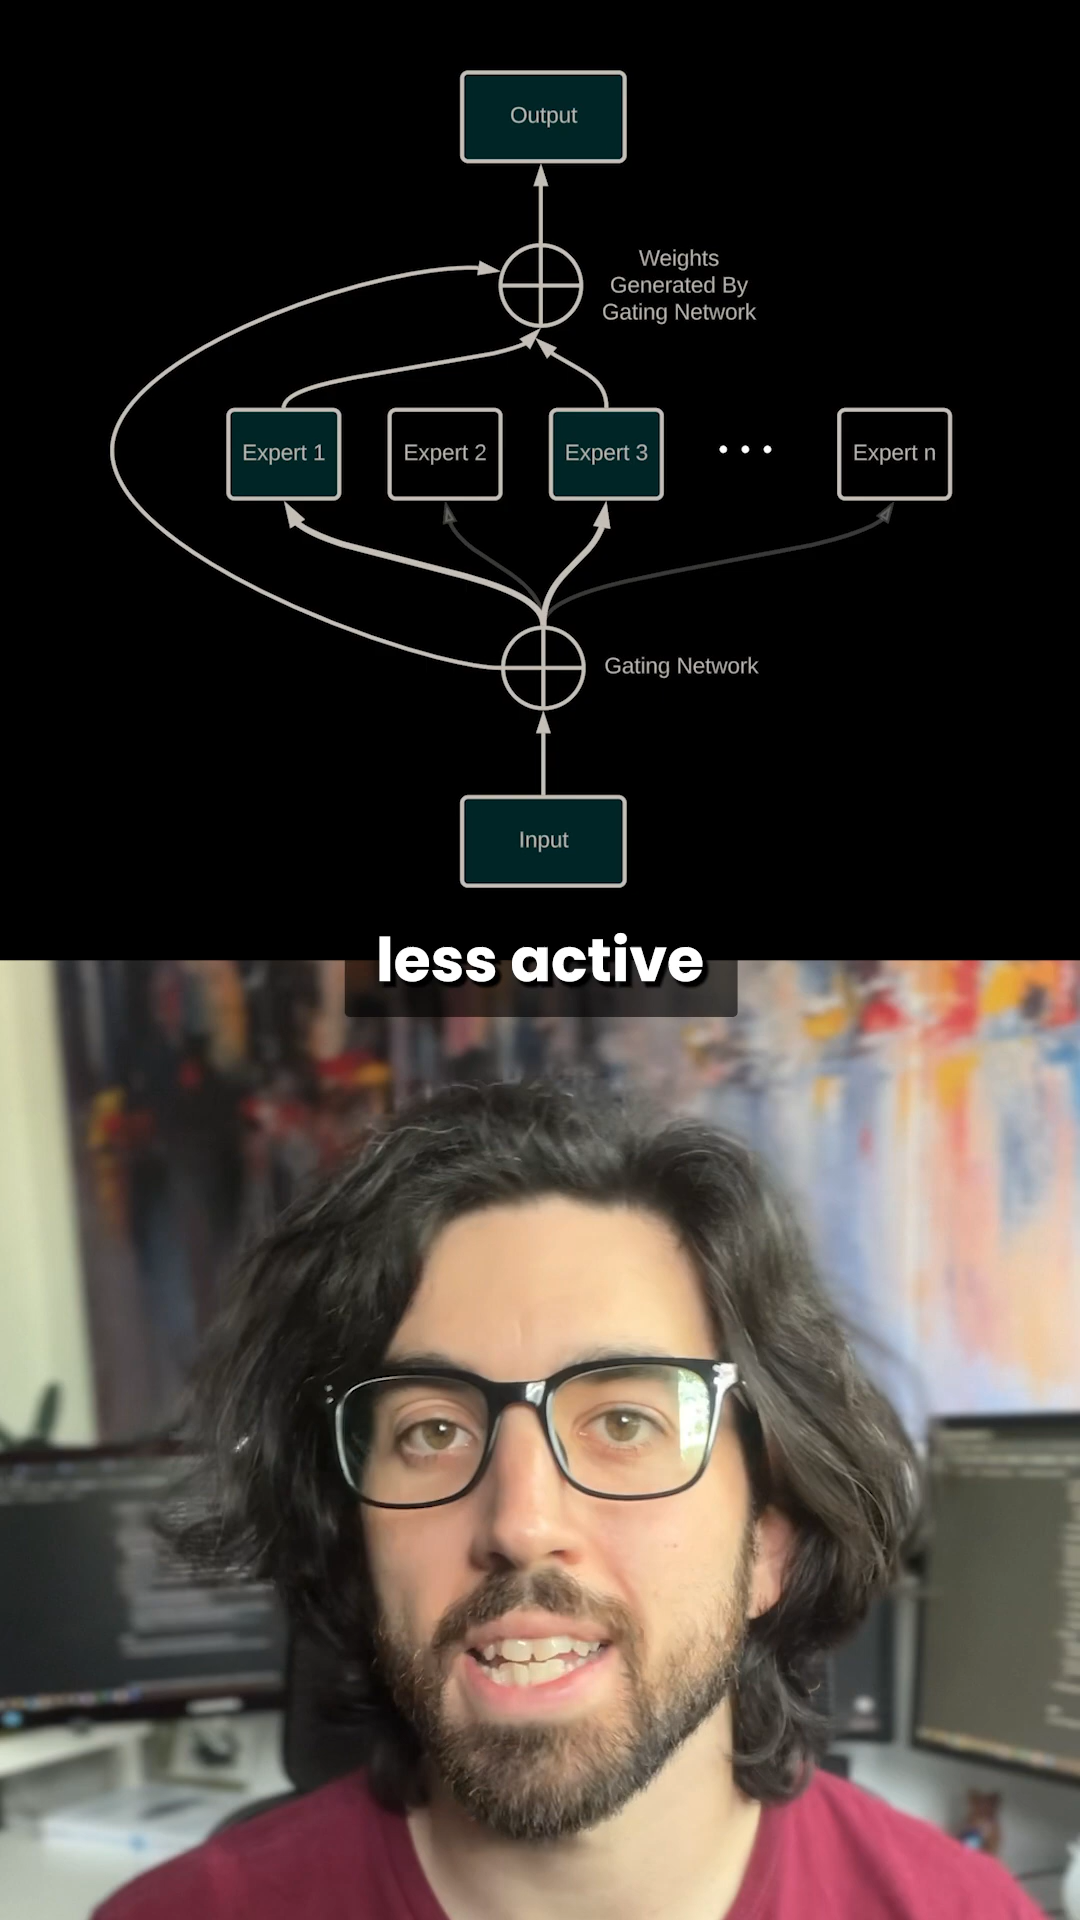 Output
Weights
Generated By
Gating Network
Expert 1
Expert 2
Expert 3
Expert n
Gating Network
Input
less active